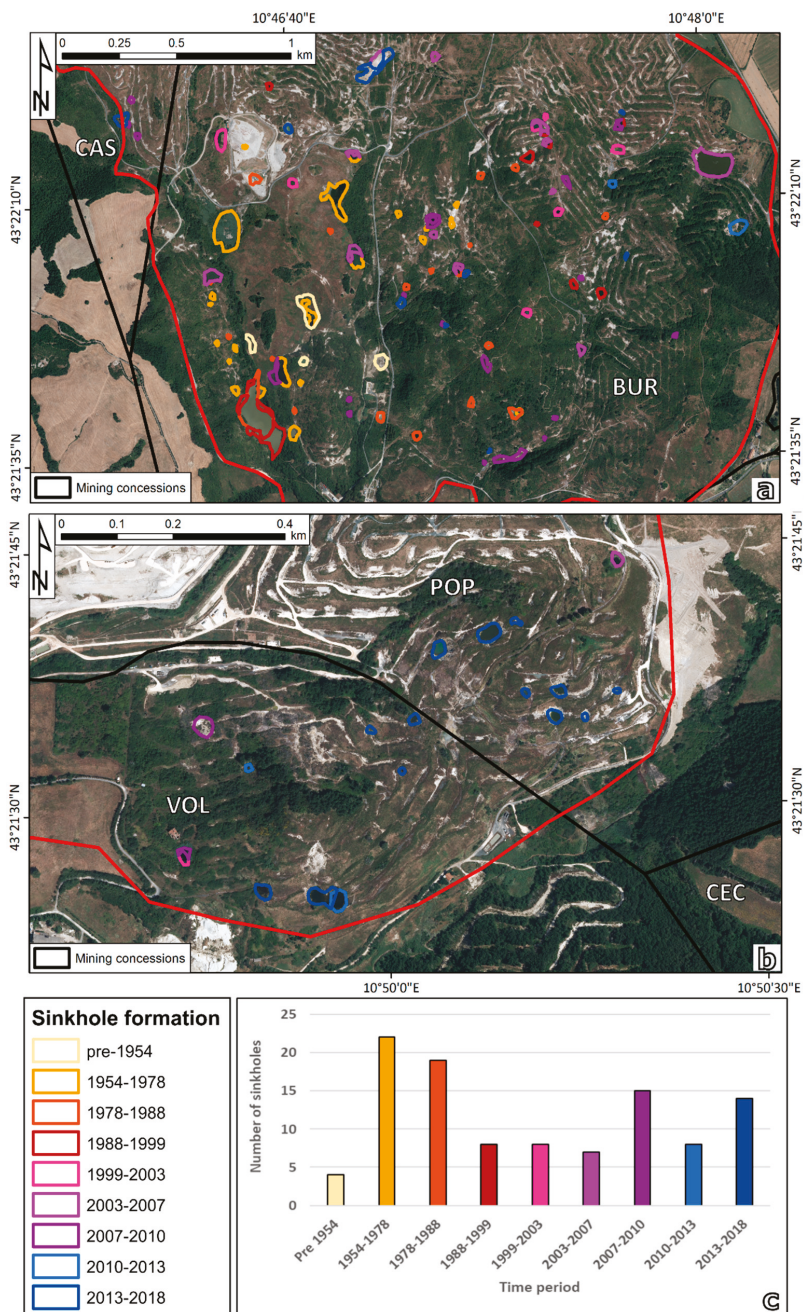 10°46'40"E
10°48'0"E
0 0.25 0.5 1
km
N
CAS
43°22'10"N
43°22'10"N
BUR
43°21'35"N
43°21'35"N
Mining concessions
a
0 0.1 0.2 0.4
km
43°21'45"N
43°21'45"
N
POP
VOL
43°21'30"N
43°21'30"N
CEC
Mining concessions
b
10°50'0"E
10°50'30"E
Sinkhole formation
pre-1954
1954-1978
1978-1988
1988-1999
1999-2003
2003-2007
2007-2010
2010-2013
2013-2018
Number of sinkholes
25
20
15
10
5
0
Pre 1954
1954-1978
1978-1988
1988-1999
1999-2003
2003-2007
2007-2010
2010-2013
2013-2018
Time period
c